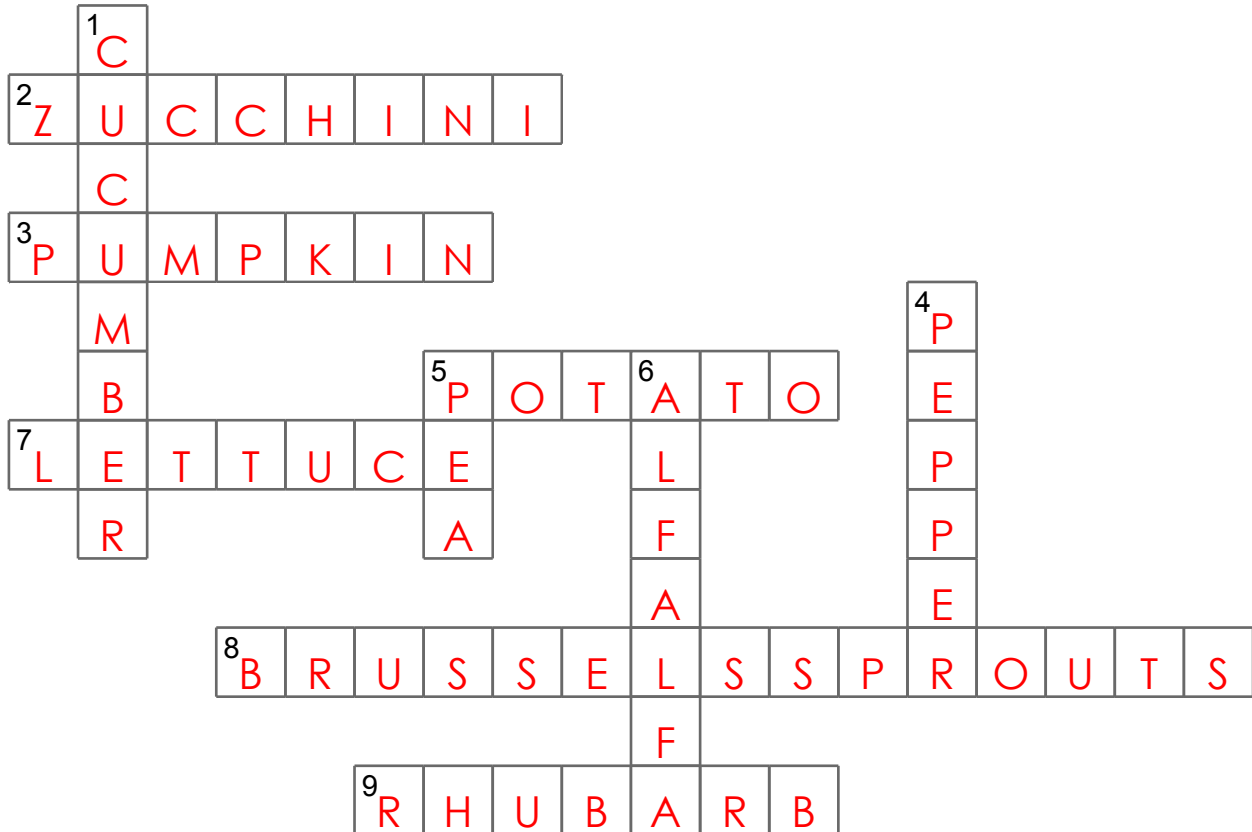 1 C
2 Z U C C H I N I
C
3 P U M P K I N
M 4 P
B 5 P O T 6 A T O E
7 L E T T U C E L P
R A F P
A E
8 B R U S S E L S S P R O U T S
F
9 R H U B A R B